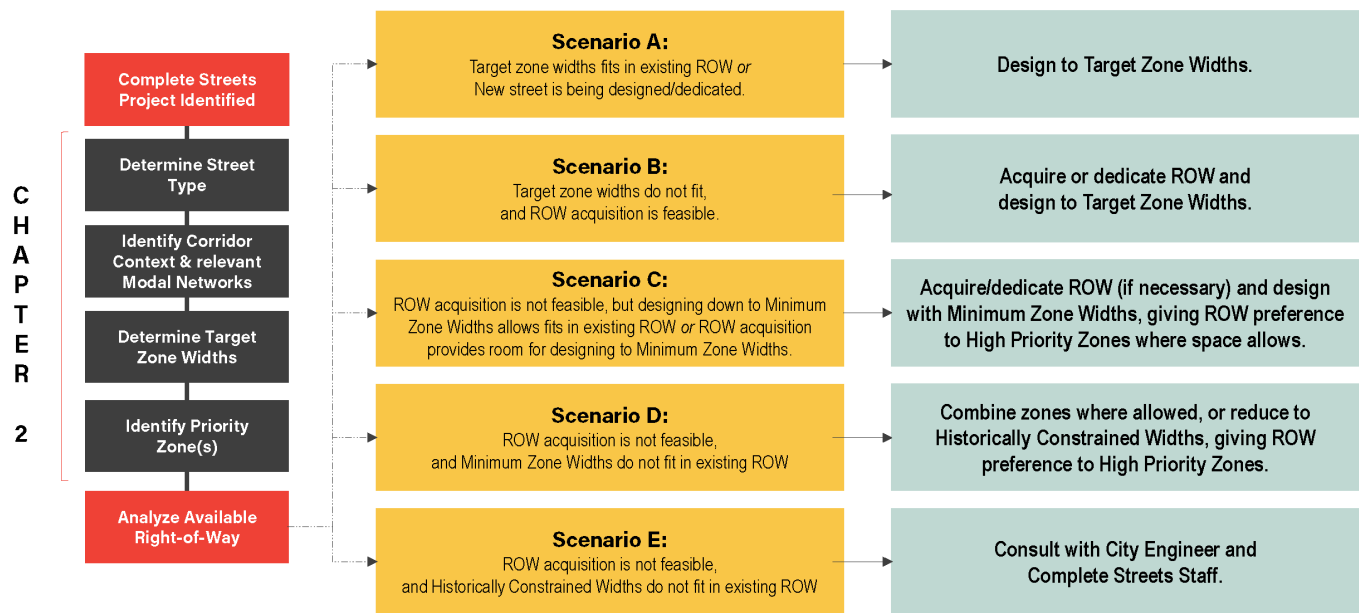 Complete Streets
Project Identified
CHAPTER 2
Determine Street
Type
Identify Corridor
Context & relevant
Modal Networks
Determine Target
Zone Widths
Identify Priority
Zone(s)
Analyze Available
Right-of-Way
Scenario A:
Target zone widths fits in existing ROW or
New street is being designed/dedicated.
Design to Target Zone Widths.
Scenario B:
Target zone widths do not fit,
and ROW acquisition is feasible.
Acquire or dedicate ROW and
design to Target Zone Widths.
Scenario C:
ROW acquisition is not feasible, but designing down to Minimum
Zone Widths allows fits in existing ROW or ROW acquisition
provides room for designing to Minimum Zone Widths.
Acquire/dedicate ROW (if necessary) and design
with Minimum Zone Widths, giving ROW preference
to High Priority Zones where space allows.
Scenario D:
ROW acquisition is not feasible,
and Minimum Zone Widths do not fit in existing ROW
Combine zones where allowed, or reduce to
Historically Constrained Widths, giving ROW
preference to High Priority Zones.
Scenario E:
ROW acquisition is not feasible,
and Historically Constrained Widths do not fit in existing ROW
Consult with City Engineer and
Complete Streets Staff.